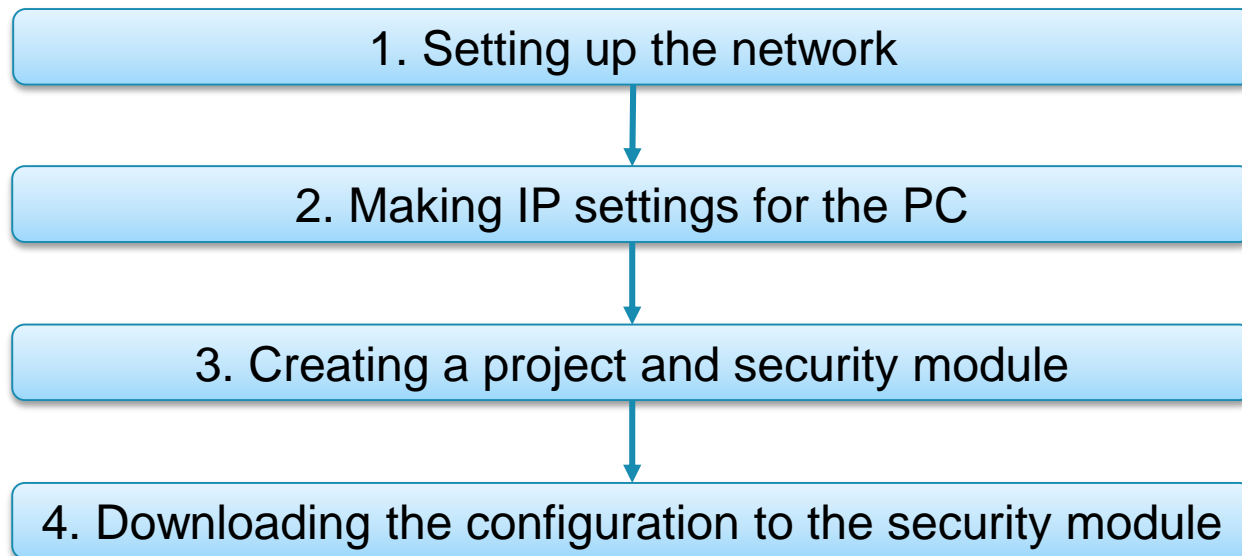 1. Setting up the network
2. Making IP settings for the PC
3. Creating a project and security module
4. Downloading the configuration to the security module